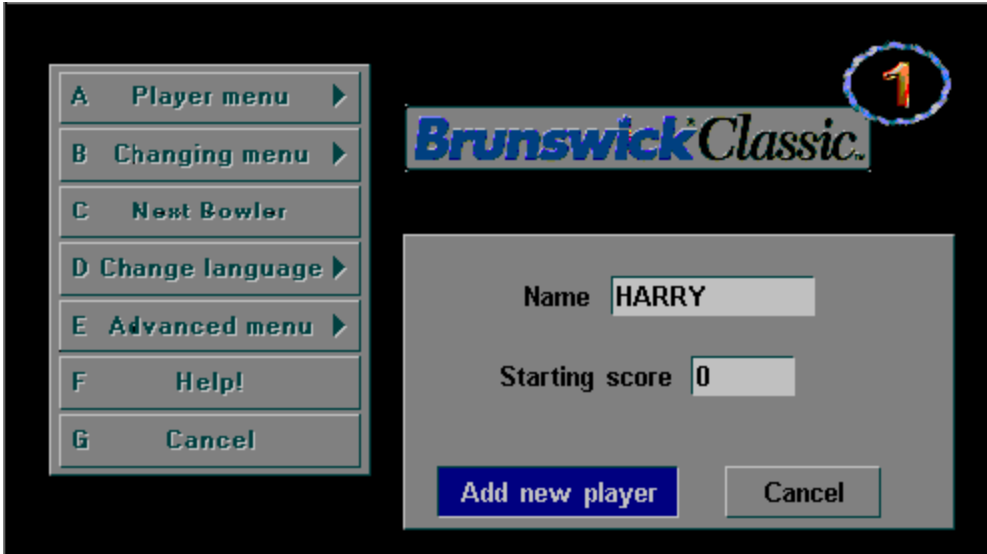 A Player menu
B Changing menu
C Next Bowler
D Change language
E Advanced menu
F Help!
G Cancel
1
Brunswick Classic™
Name HARRY
Starting score 0
Add new player Cancel